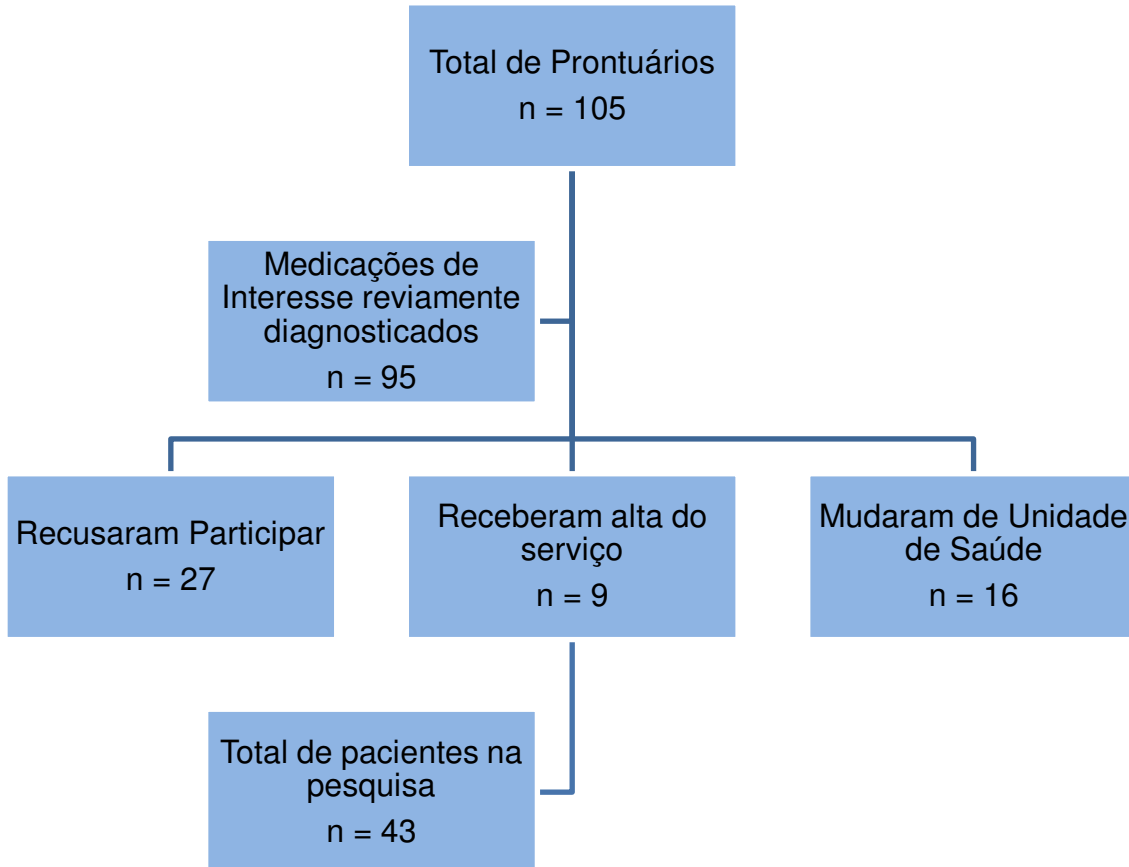 Total de Prontuários
n = 105
Medicações de
Interesse reviamente
diagnosticados
n = 95
Recusaram Participar
n = 27
Receberam alta do
serviço
n = 9
Mudaram de Unidade
de Saúde
n = 16
Total de pacientes na
pesquisa
n = 43